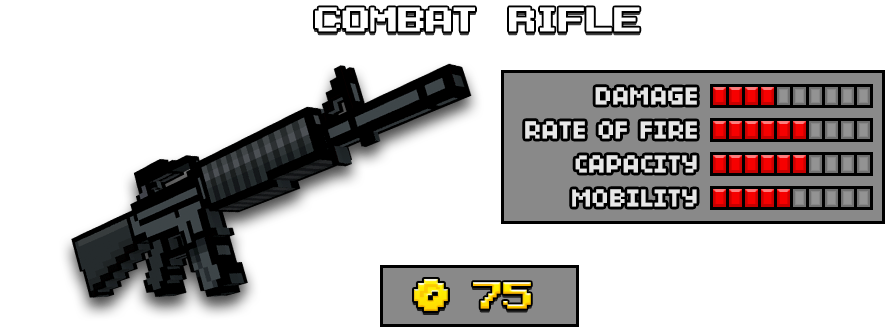 COMBAT RIFLE
DAMAGE
RATE OF FIRE
CAPACITY
MOBILITY
75